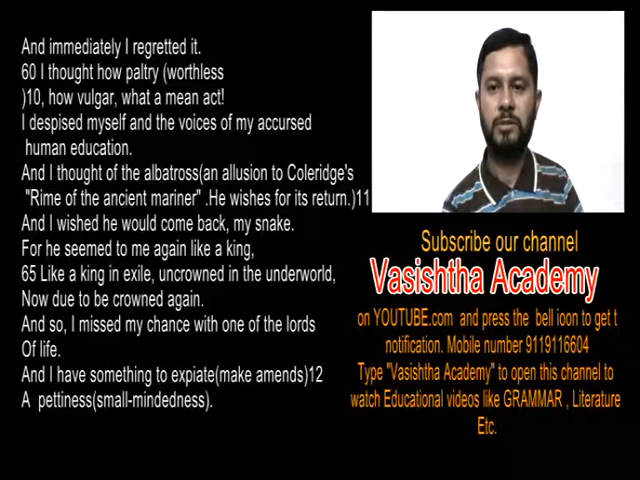 And immediately I regretted it.
60 I thought how paltry (worthless
)10, how vulgar, what a mean act!
I despised myself and the voices of my accursed
human education.
And I thought of the albatross(an allusion to Coleridge's
"Rime of the ancient mariner" .He wishes for its return.)11
And I wished he would come back, my snake.
For he seemed to me again like a king,
65 Like a king in exile, uncrowned in the underworld,
Now due to be crowned again.
And so, I missed my chance with one of the lords
Of life.
And I have something to expiate(make amends)12
A pettiness(small-mindedness).
Subscribe our channel
Vasishtha Academy
on YOUTUBE.com and press the bell ioon to get t
notification. Mobile number 9119116604
Type "Vasishtha Academy" to open this channel to
watch Educational videos like GRAMMAR , Literature
Etc.